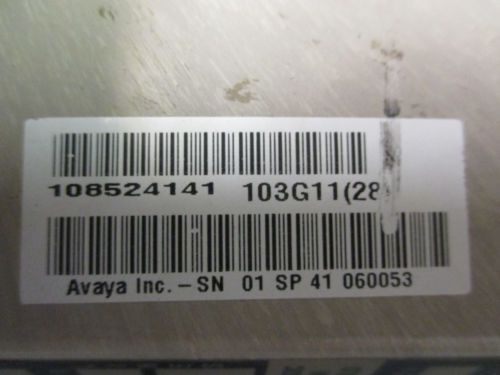 108524141 103G11(28
Avaya Inc. – SN 01 SP 41 060053